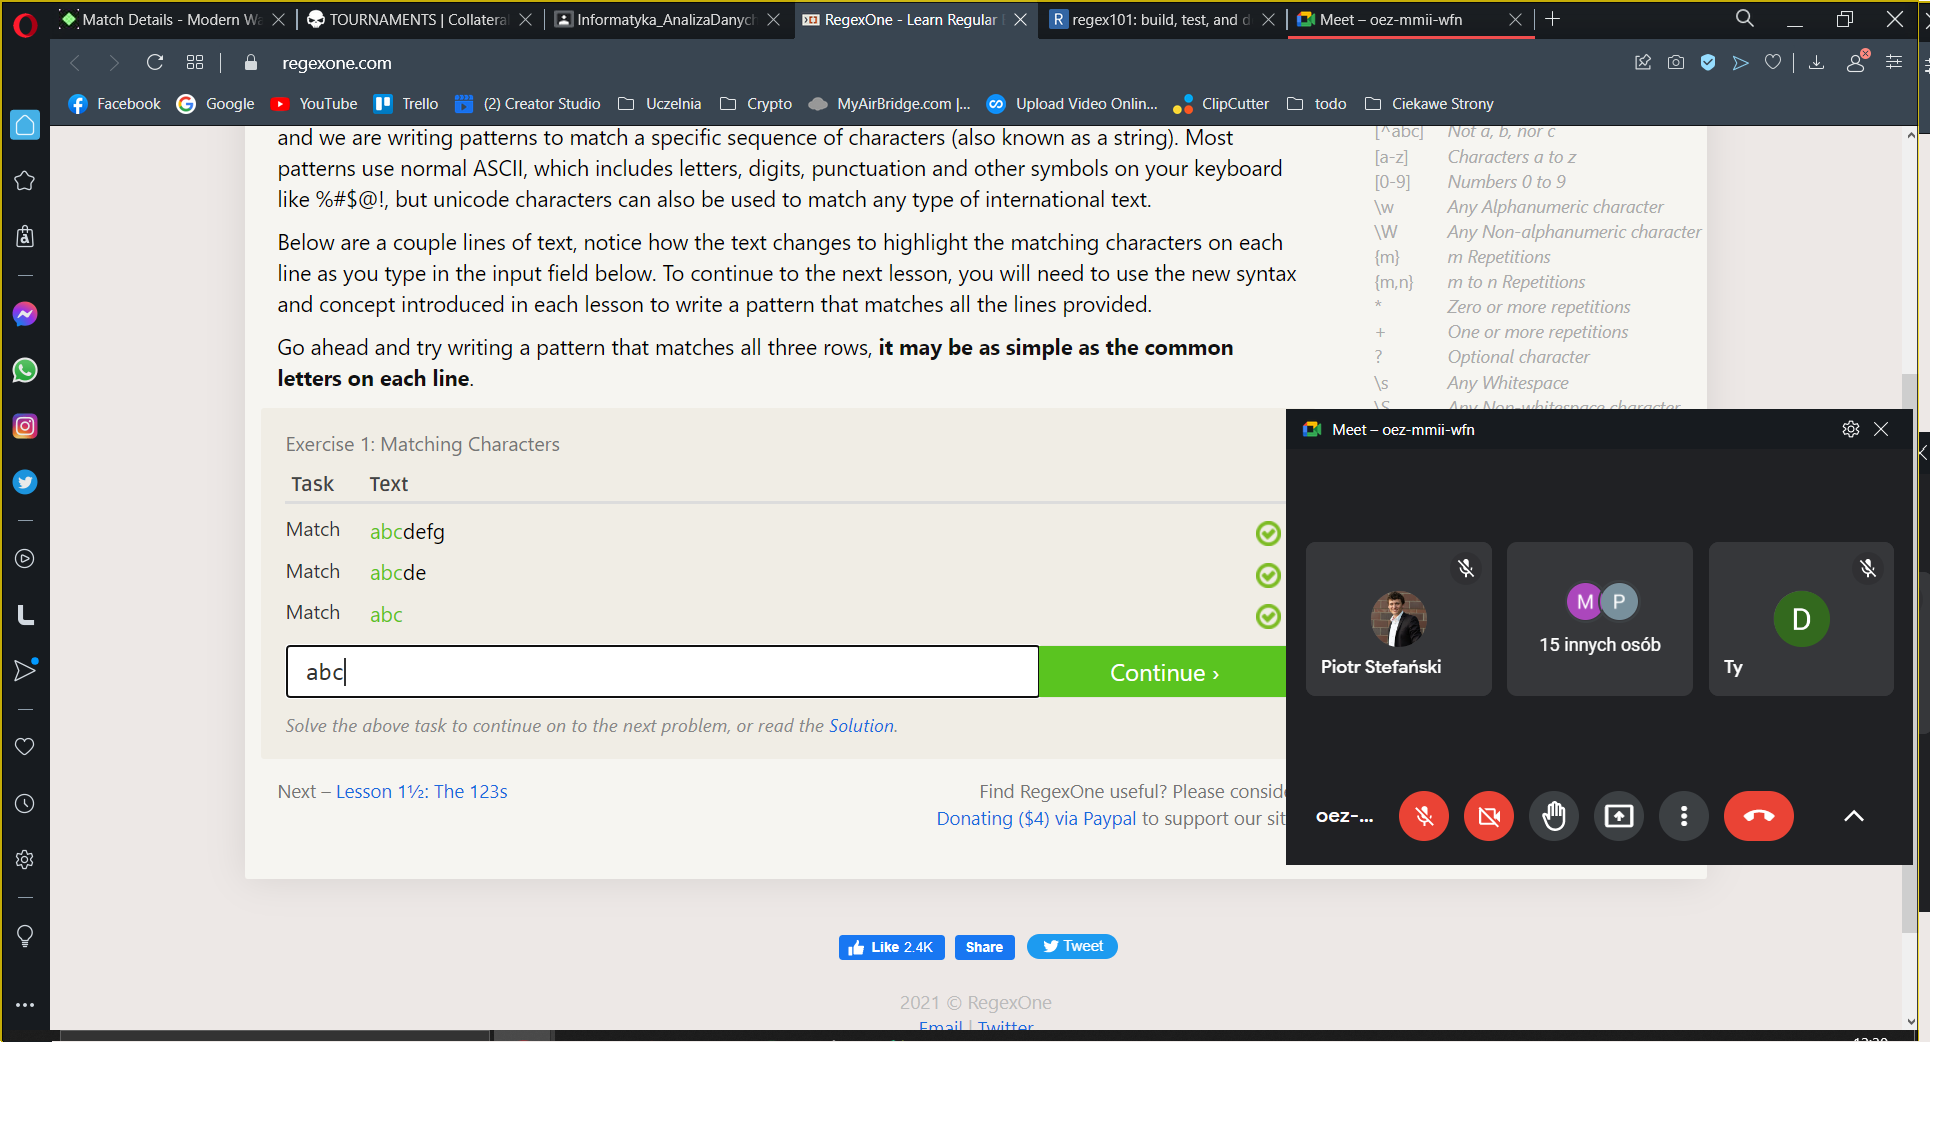 Match Details - Modern Wa
TOURNAMENTS | Collateral
Informatyka_AnalizaDanych
RegexOne - Learn Regular
regex101: build, test, and d
Meet – oez-mmii-wfn
regexone.com
Facebook
Google
YouTube
Trello
(2) Creator Studio
Uczelnia
Crypto
MyAirBridge.com |...
Upload Video Onlin...
ClipCutter
todo
Ciekawe Strony
and we are writing patterns to match a specific sequence of characters (also known as a string). Most
patterns use normal ASCII, which includes letters, digits, punctuation and other symbols on your keyboard
like %#$@!, but unicode characters can also be used to match any type of international text.
Below are a couple lines of text, notice how the text changes to highlight the matching characters on each
line as you type in the input field below. To continue to the next lesson, you will need to use the new syntax
and concept introduced in each lesson to write a pattern that matches all the lines provided.
Go ahead and try writing a pattern that matches all three rows, it may be as simple as the common
letters on each line.
[^abc] Not a, b, nor c
[a-z] Characters a to z
[0-9] Numbers 0 to 9
\w Any Alphanumeric character
\W Any Non-alphanumeric character
{m} m Repetitions
{m,n} m to n Repetitions
* Zero or more repetitions
+ One or more repetitions
? Optional character
\s Any Whitespace
\S Any Non-whitespace character
Exercise 1: Matching Characters
Task Text
Match abcdefg
Match abcde
Match abc
abc
Continue ›
Solve the above task to continue on to the next problem, or read the Solution.
Next – Lesson 1½: The 123s
Find RegexOne useful? Please conside
Donating ($4) via Paypal to support our sit
Meet – oez-mmii-wfn
Piotr Stefański
M P
15 innych osób
D
Ty
oez-...
Like 2.4K
Share
Tweet
2021 © RegexOne
Email | Twitter